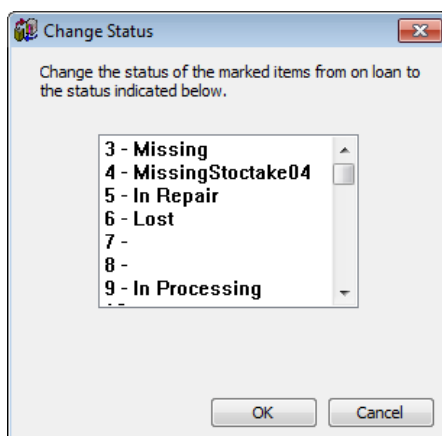 Change Status
Change the status of the marked items from on loan to
the status indicated below.
3 - Missing
4 - MissingStoctake04
5 - In Repair
6 - Lost
7 -
8 -
9 - In Processing
OK
Cancel